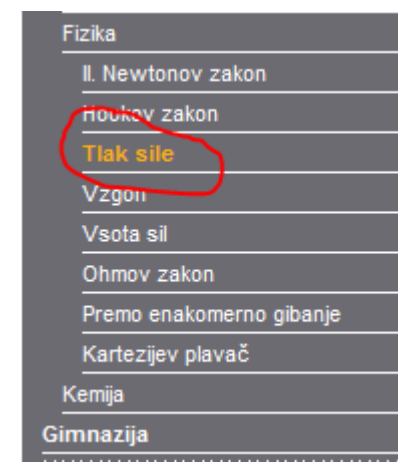 Fizika
II. Newtonov zakon
Hookov zakon
Tlak sile
Vzgon
Vsota sil
Ohmov zakon
Premo enakomerno gibanje
Kartezijev plavač
Kemija
Gimnazija